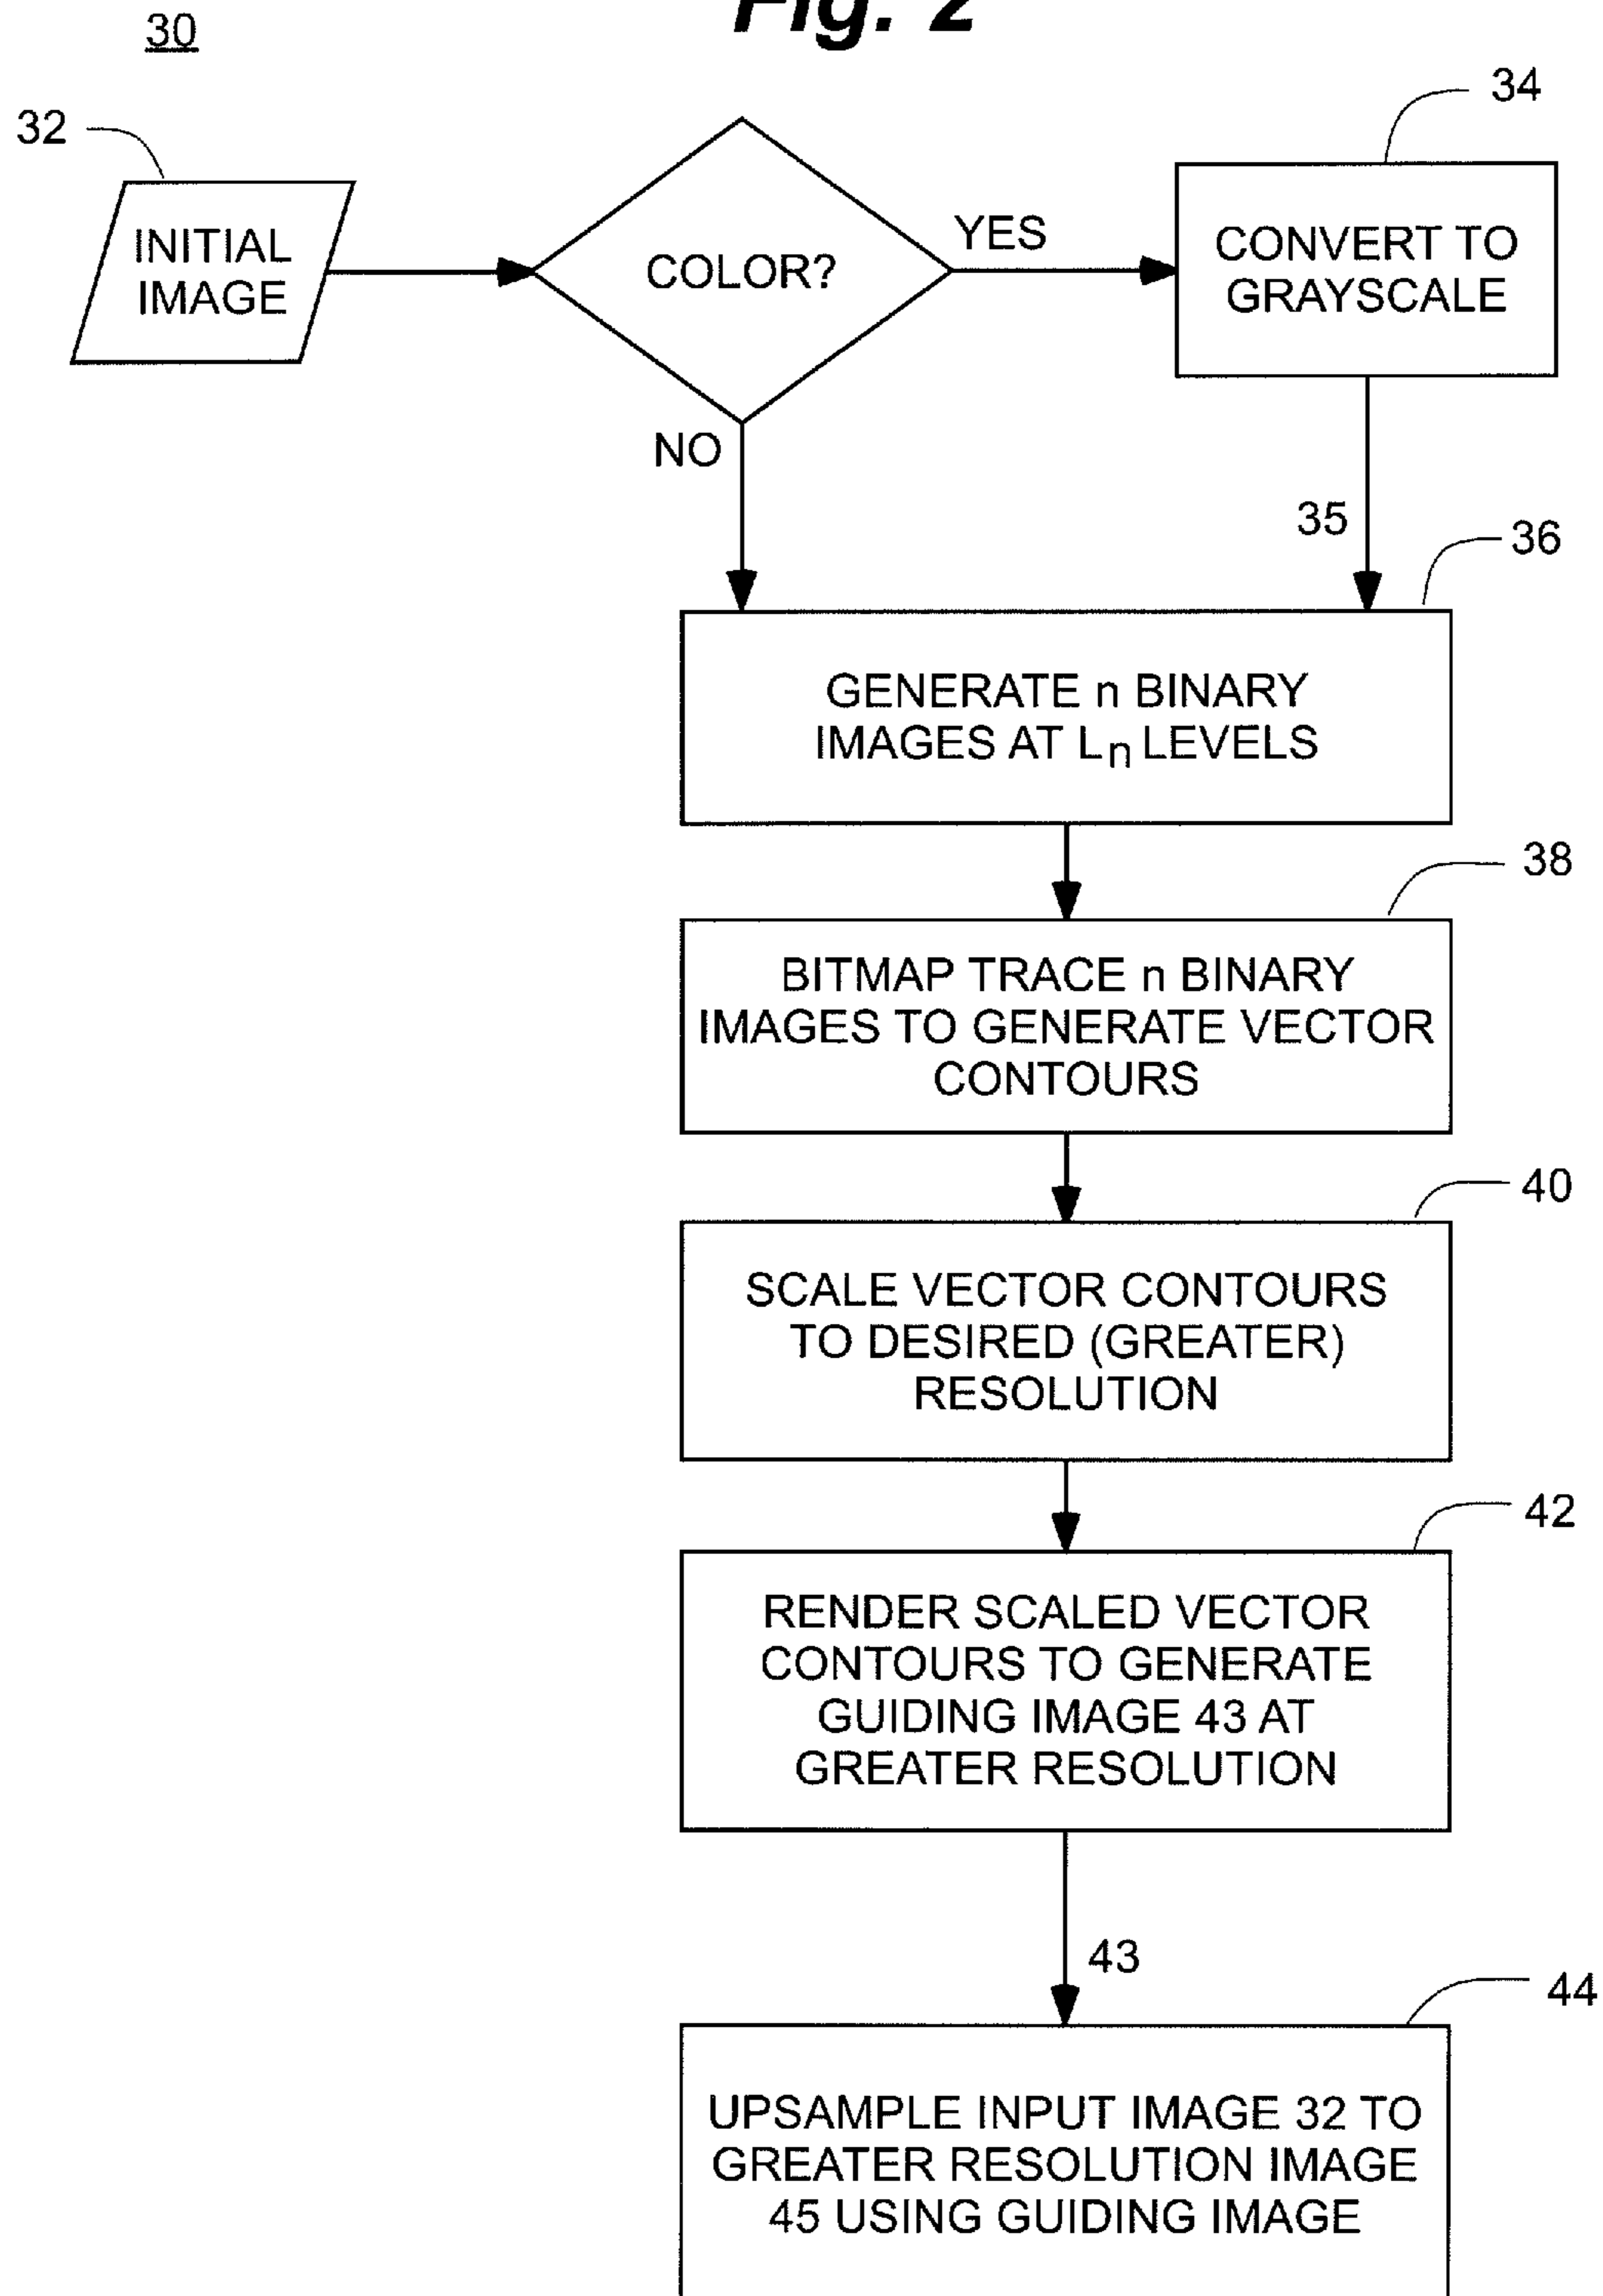 Fig. 2
30
34
32
INITIAL
IMAGE
COLOR?
YES
CONVERT TO
GRAYSCALE
NO
35
36
GENERATE n BINARY
IMAGES AT Ln LEVELS
38
BITMAP TRACE n BINARY
IMAGES TO GENERATE VECTOR
CONTOURS
40
SCALE VECTOR CONTOURS
TO DESIRED (GREATER)
RESOLUTION
42
RENDER SCALED VECTOR
CONTOURS TO GENERATE
GUIDING IMAGE 43 AT
GREATER RESOLUTION
43
44
UPSAMPLE INPUT IMAGE 32 TO
GREATER RESOLUTION IMAGE
45 USING GUIDING IMAGE